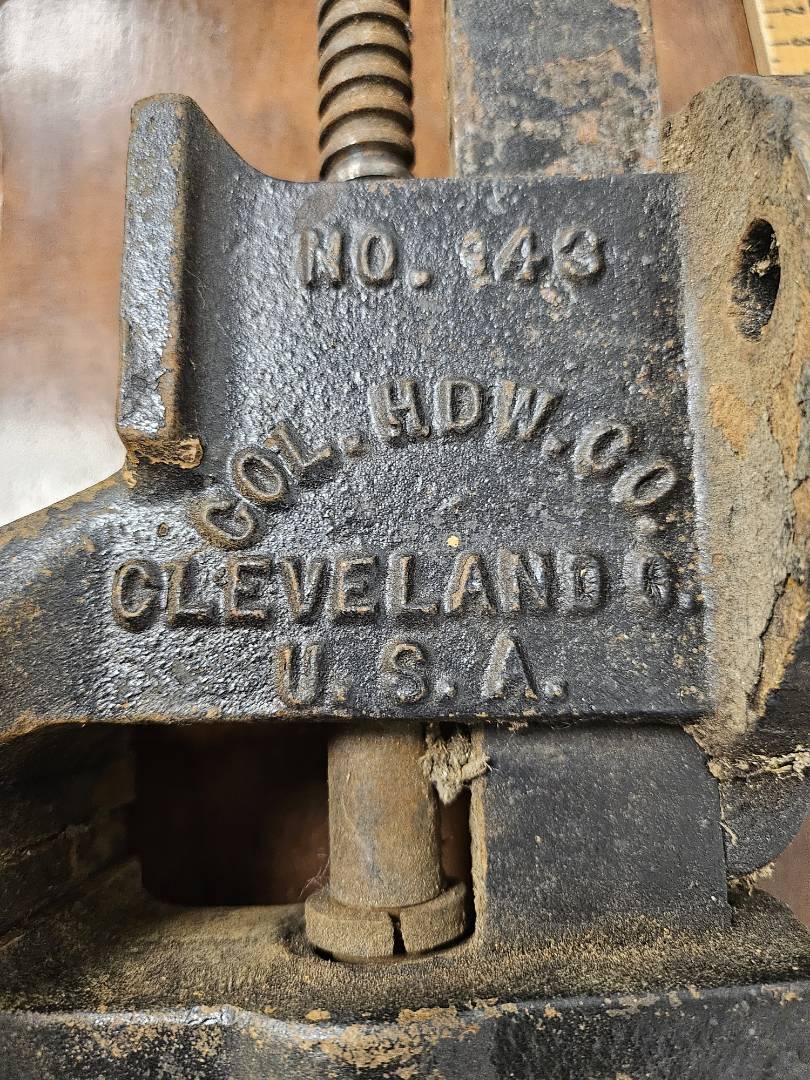 NO. 143
COL. HDW. CO.
CLEVELAND O.
U.S.A.